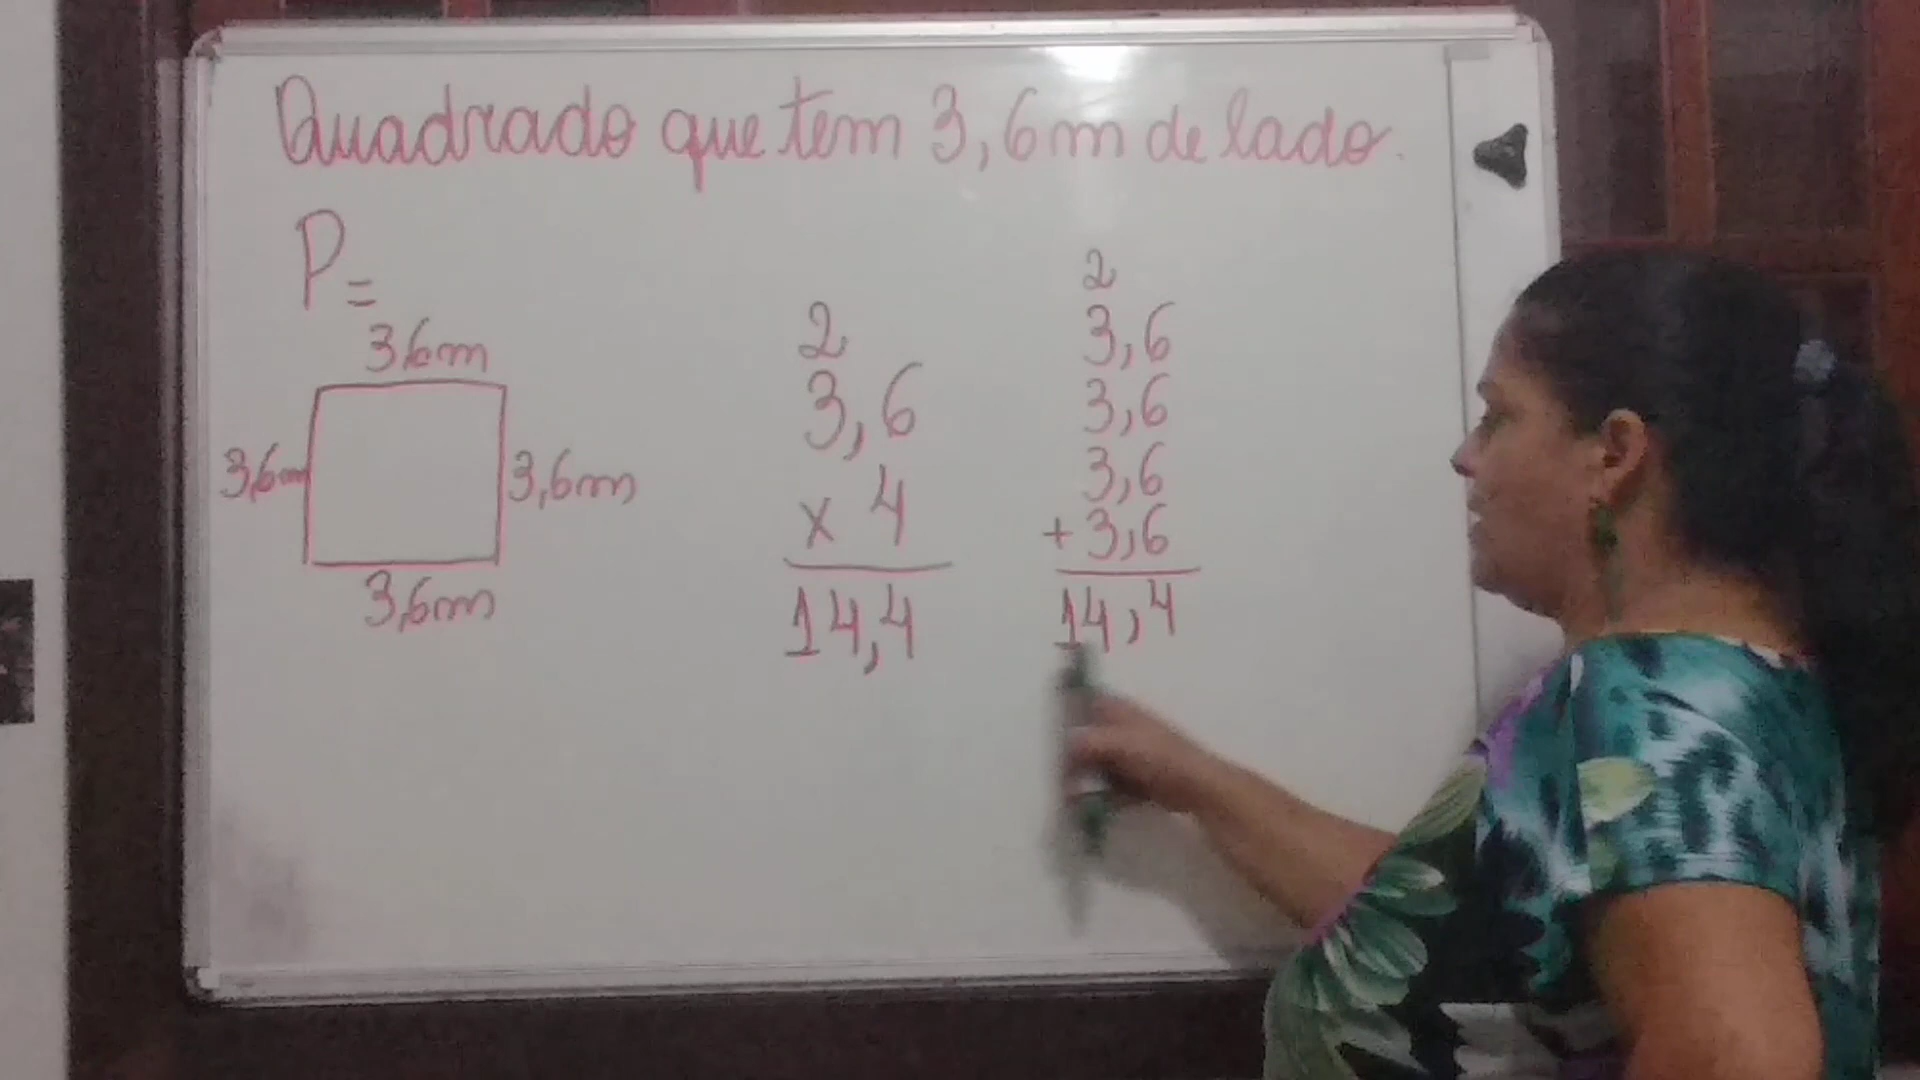 Quadrado que tem 3,6m de lado.
P=
3,6m
3,6m
3,6m
3,6m
2
3,6
x 4
14,4
2
3,6
3,6
3,6
+ 3,6
14,4